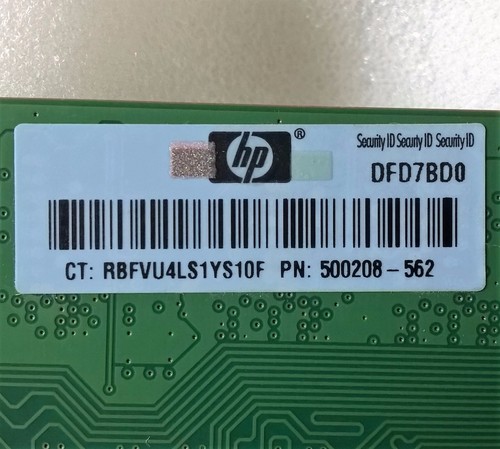 hp®
Security ID Security ID Security ID
DFD7BD0
CT: RBFVU4LS1YS10F PN: 500208-562